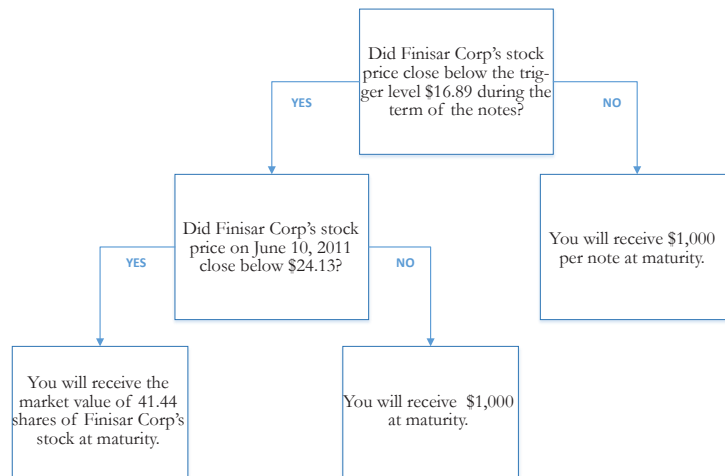 Did Finisar Corp's stock
price close below the trig-
ger level $16.89 during the
term of the notes?
YES
NO
Did Finisar Corp's stock
price on June 10, 2011
close below $24.13?
You will receive $1,000
per note at maturity.
YES
NO
You will receive the
market value of 41.44
shares of Finisar Corp's
stock at maturity.
You will receive $1,000
at maturity.